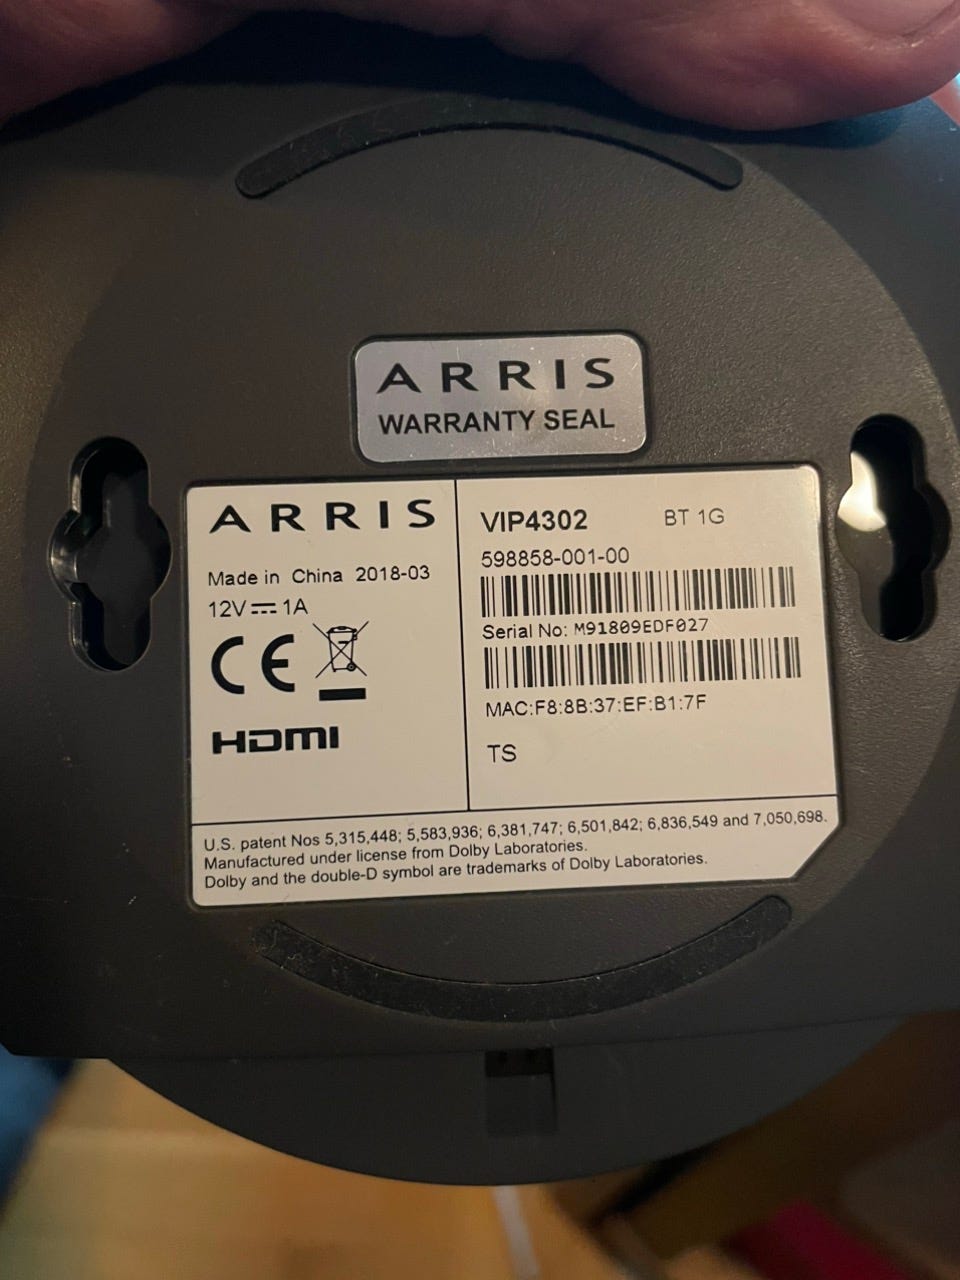 ARRIS
WARRANTY SEAL
ARRIS
Made in China 2018-03
12V 1A
CE
HDMI
VIP4302 BT 1G
598858-001-00
Serial No: M91809EDF027
MAC:F8:8B:37:EF:B1:7F
TS
U.S. patent Nos 5,315,448; 5,583,936; 6,381,747; 6,501,842; 6,836,549 and 7,050,698.
Manufactured under license from Dolby Laboratories.
Dolby and the double-D symbol are trademarks of Dolby Laboratories.